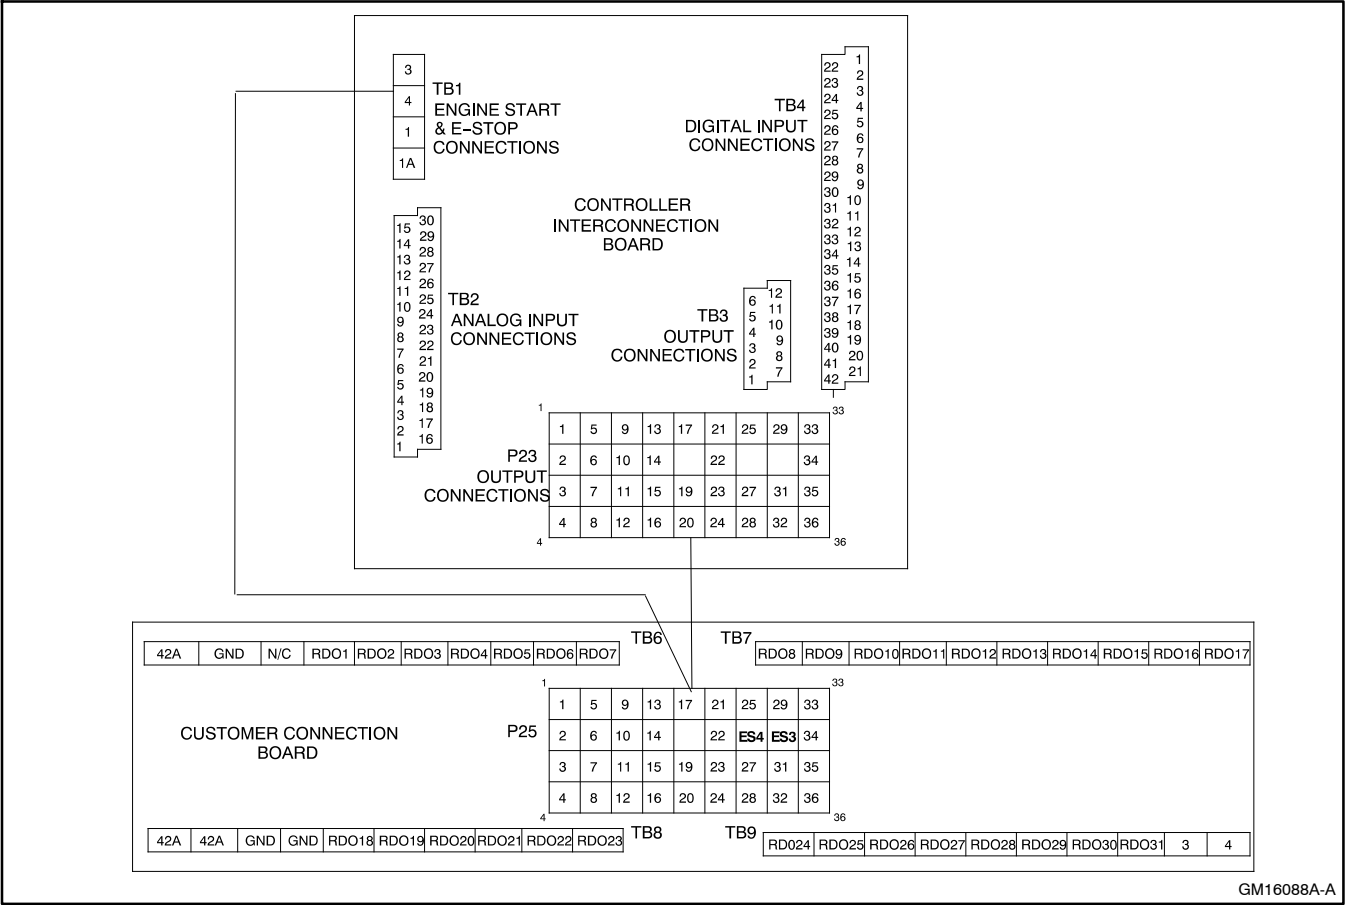 3
4
1
1A
TB1
ENGINE START
& E-STOP
CONNECTIONS
TB4
DIGITAL INPUT
CONNECTIONS
22 1
23 2
24 3
25 4
26 5
27 6
28 7
29 8
30 9
31 10
32 11
33 12
34 13
35 14
36 15
37 16
38 17
39 18
40 19
41 20
42 21
CONTROLLER
INTERCONNECTION
BOARD
15 30
14 29
13 28
12 27
11 26
10 25
9 24
8 23
7 22
6 21
5 20
4 19
3 18
2 17
1 16
TB2
ANALOG INPUT
CONNECTIONS
TB3
OUTPUT
CONNECTIONS
6 12
5 11
4 10
3 9
2 8
1 7
1 33
1 5 9 13 17 21 25 29 33
2 6 10 14 22 34
3 7 11 15 19 23 27 31 35
4 8 12 16 20 24 28 32 36
4 36
P23
OUTPUT
CONNECTIONS
TB6
42A GND N/C RDO1 RDO2 RDO3 RDO4 RDO5 RDO6 RDO7
TB7
RDO8 RDO9 RDO10 RDO11 RDO12 RDO13 RDO14 RDO15 RDO16 RDO17
CUSTOMER CONNECTION
BOARD
P25
1 33
1 5 9 13 17 21 25 29 33
2 6 10 14 22 ES4 ES3 34
3 7 11 15 19 23 27 31 35
4 8 12 16 20 24 28 32 36
4 36
42A 42A GND GND RDO18 RDO19 RDO20 RDO21 RDO22 RDO23
TB8
TB9
RD024 RDO25 RDO26 RDO27 RDO28 RDO29 RDO30 RDO31 3 4
GM16088A-A